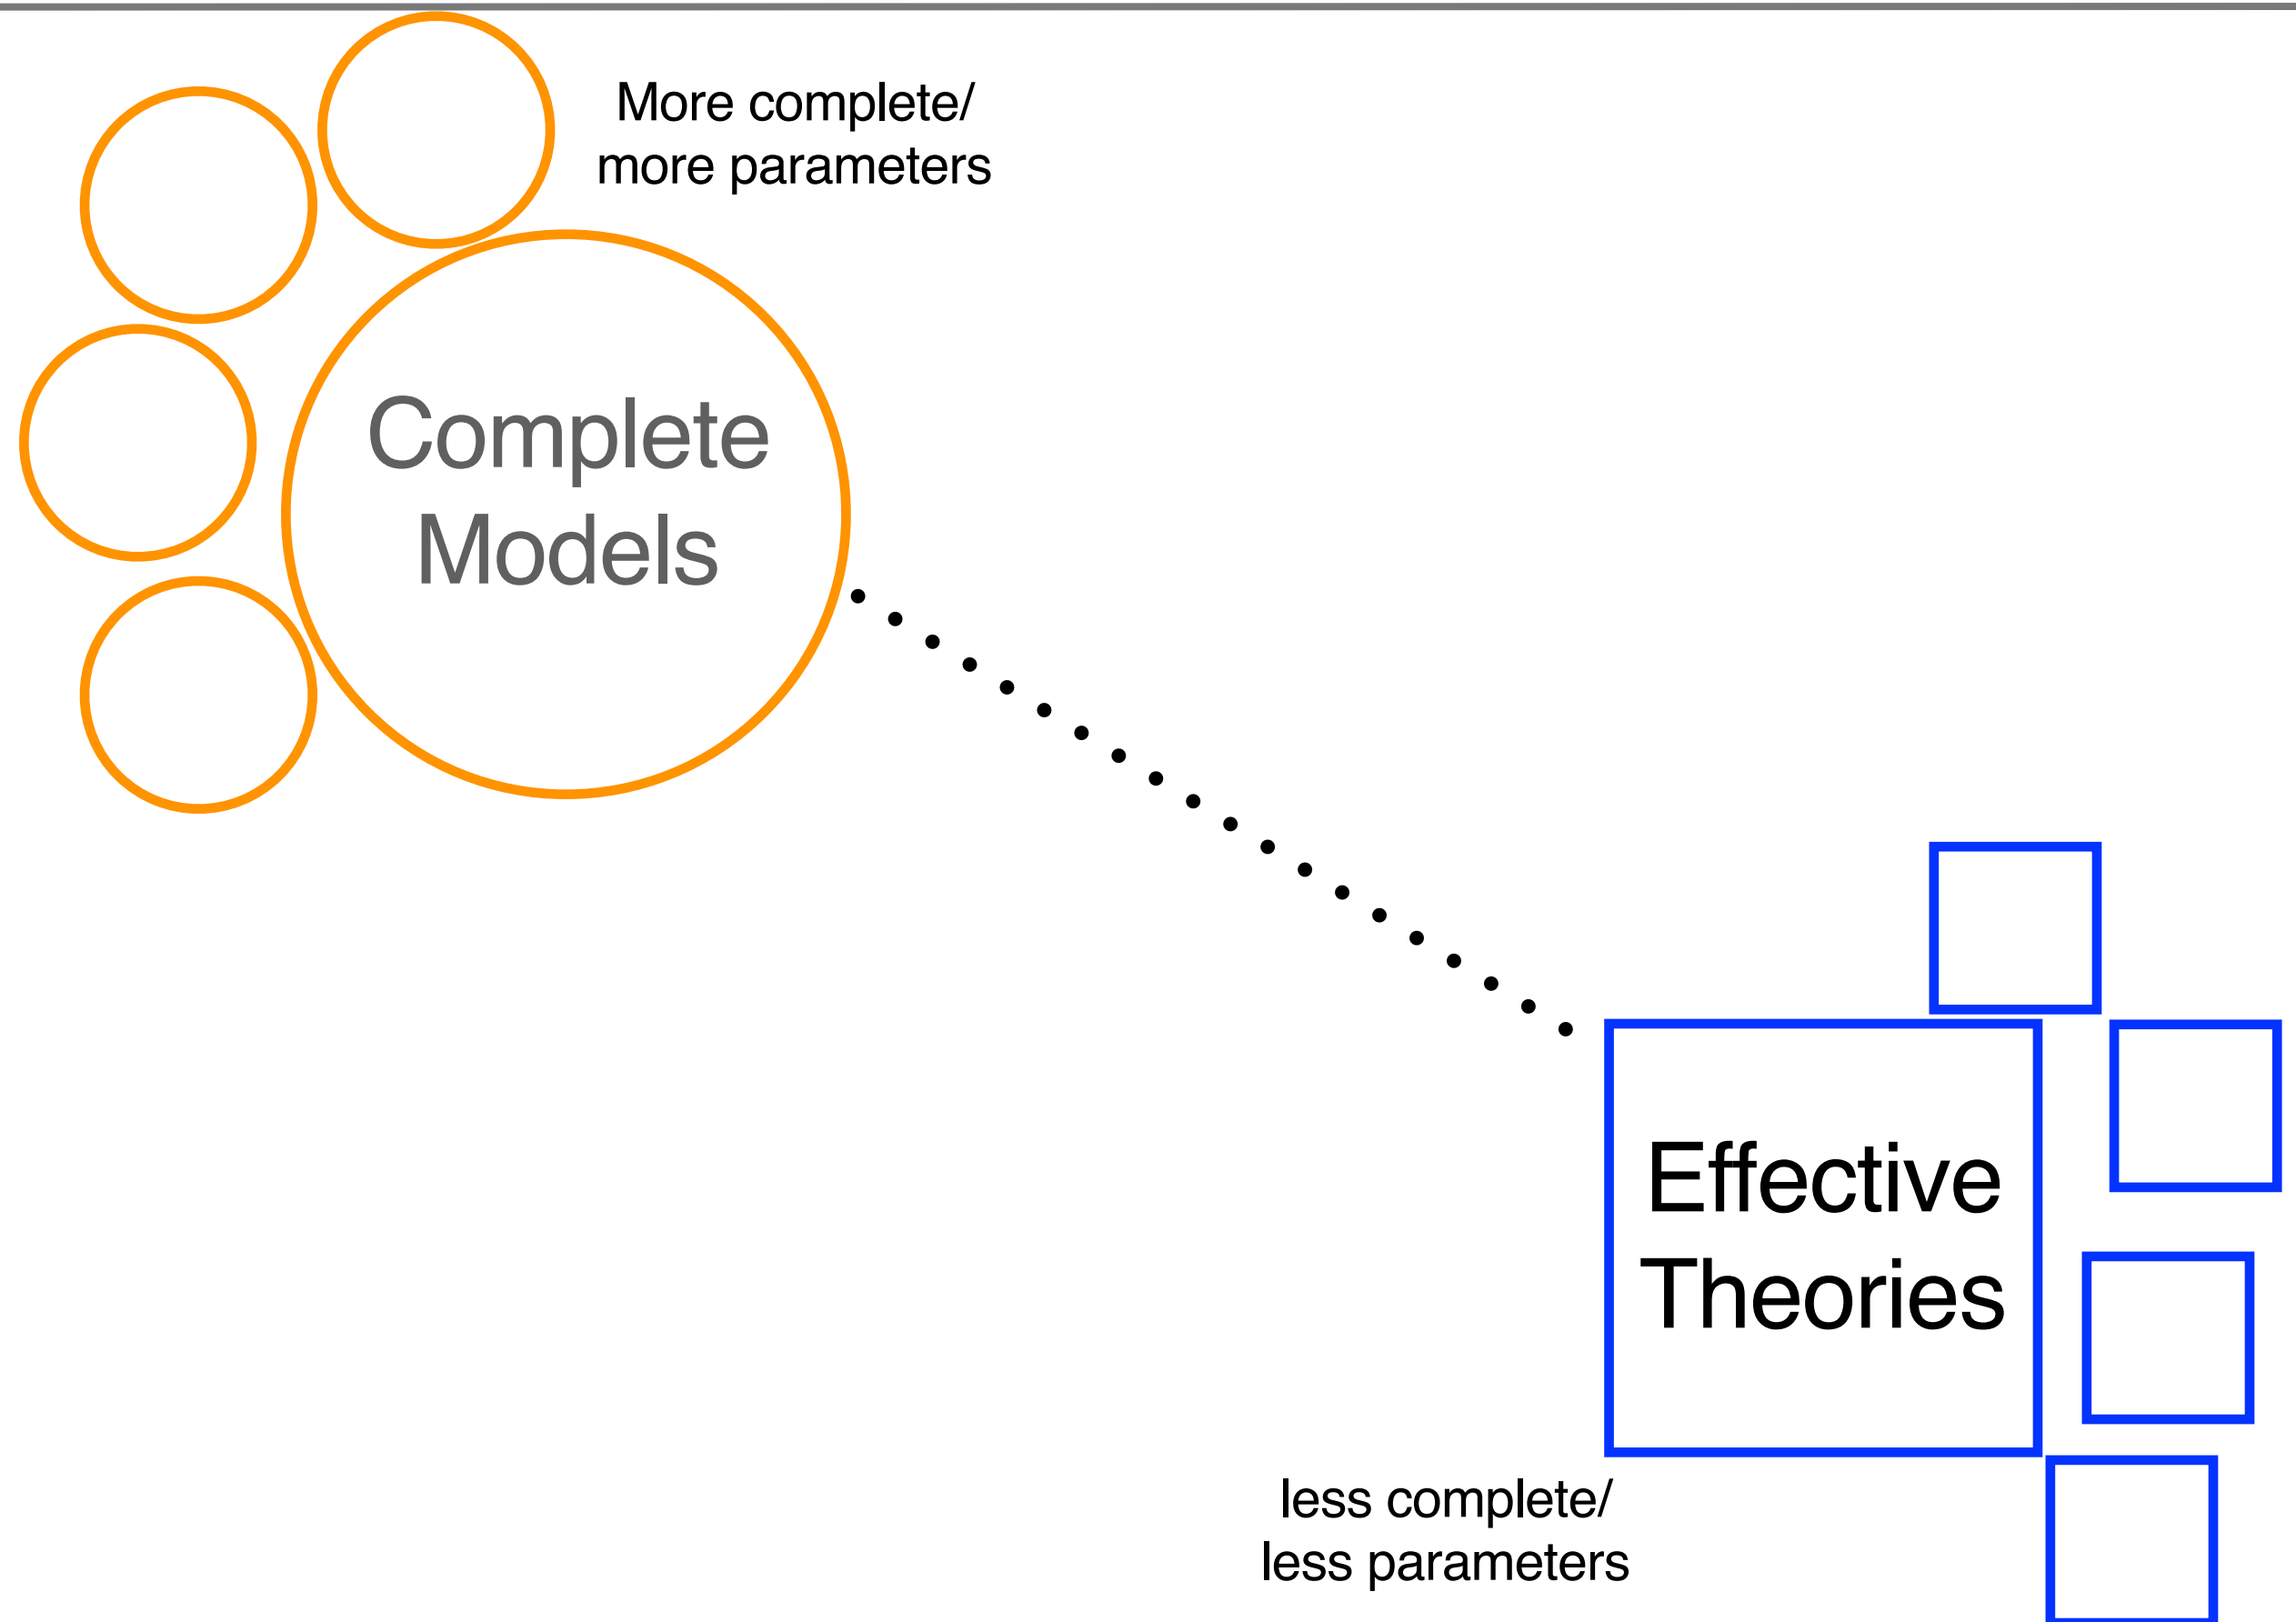 More complete/
more parameters
Complete
Models
Effective
Theories
less complete/
less parameters